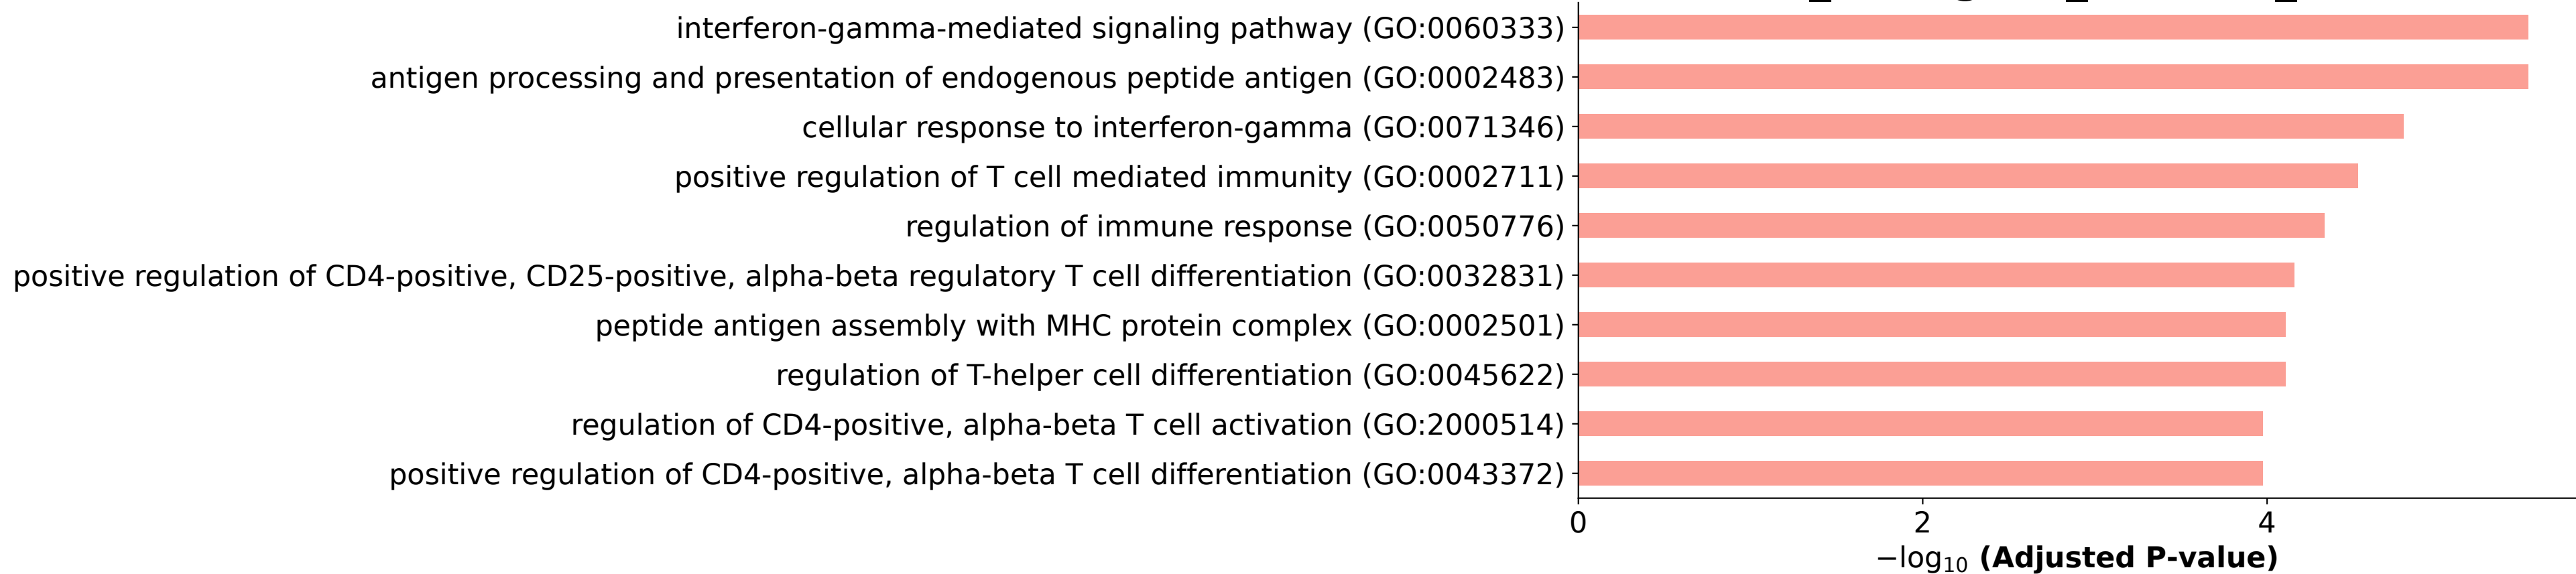 interferon-gamma-mediated signaling pathway (GO:0060333)
antigen processing and presentation of endogenous peptide antigen (GO:0002483)
cellular response to interferon-gamma (GO:0071346)
positive regulation of T cell mediated immunity (GO:0002711)
regulation of immune response (GO:0050776)
positive regulation of CD4-positive, CD25-positive, alpha-beta regulatory T cell differentiation (GO:0032831)
peptide antigen assembly with MHC protein complex (GO:0002501)
regulation of T-helper cell differentiation (GO:0045622)
regulation of CD4-positive, alpha-beta T cell activation (GO:2000514)
positive regulation of CD4-positive, alpha-beta T cell differentiation (GO:0043372)
0 2 4
−log₁₀ (Adjusted P-value)